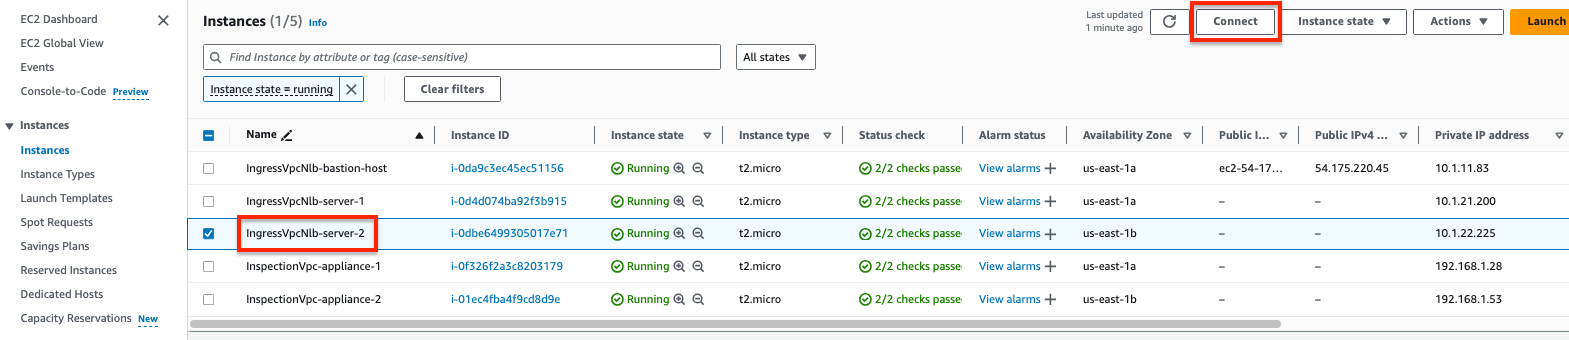 EC2 Dashboard
EC2 Global View
Events
Console-to-Code Preview
Instances
Instances
Instance Types
Launch Templates
Spot Requests
Savings Plans
Reserved Instances
Dedicated Hosts
Capacity Reservations New
Instances (1/5) Info
Last updated
1 minute ago
Connect
Instance state
Actions
Launch
Find Instance by attribute or tag (case-sensitive)
All states
Instance state = running
Clear filters
Name Instance ID Instance state Instance type Status check Alarm status Availability Zone Public I... Public IPv4 ... Private IP address
IngressVpcNlb-bastion-host i-0da9c3ec45ec51156 Running t2.micro 2/2 checks passe View alarms + us-east-1a ec2-54-17... 54.175.220.45 10.1.11.83
IngressVpcNlb-server-1 i-0d4d074ba92f3b915 Running t2.micro 2/2 checks passe View alarms + us-east-1a – – 10.1.21.200
IngressVpcNlb-server-2 i-0dbe6499305017e71 Running t2.micro 2/2 checks passe View alarms + us-east-1b – – 10.1.22.225
InspectionVpc-appliance-1 i-0f326f2a3c8203179 Running t2.micro 2/2 checks passe View alarms + us-east-1a – – 192.168.1.28
InspectionVpc-appliance-2 i-01ec4fba4f9cd8d9e Running t2.micro 2/2 checks passe View alarms + us-east-1b – – 192.168.1.53